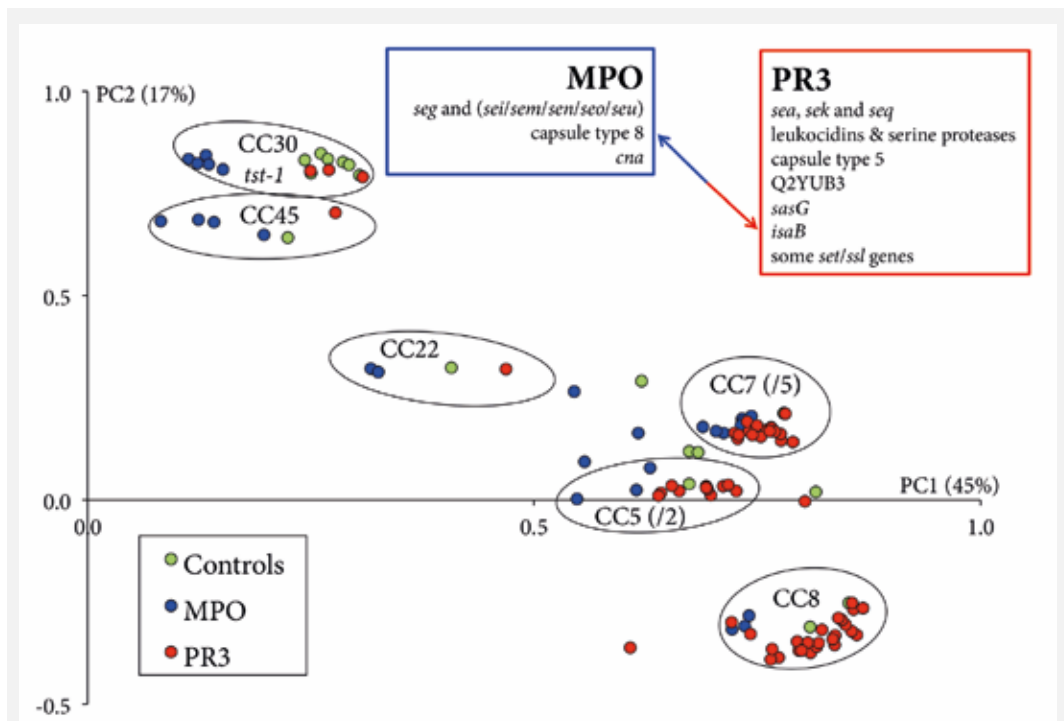 MPO
seg and (sei/sem/sen/seo/seu)
capsule type 8
cna
PR3
sea, sek and seq
leukocidins & serine proteases
capsule type 5
Q2YUB3
sasG
isaB
some set/ssl genes
1.0
PC2 (17%)
CC30
tst-1
CC45
0.5
CC22
CC7 (/5)
PC1 (45%)
0.0
CC5 (/2)
0.0
0.5
1.0
Controls
MPO
PR3
CC8
-0.5